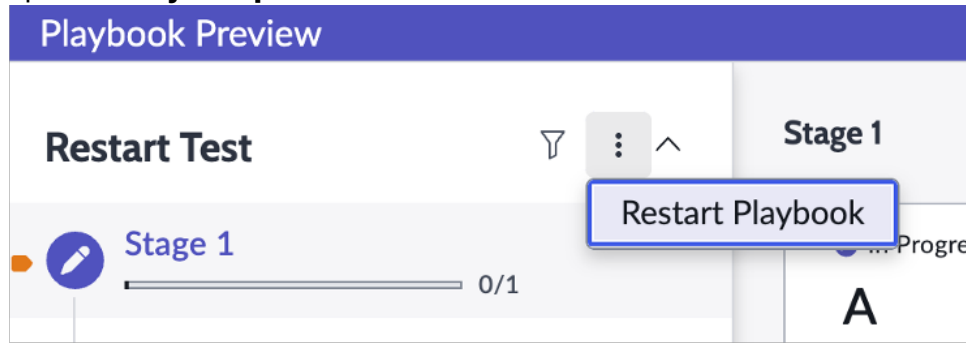 Playbook Preview
Restart Test
Stage 1
Restart Playbook
Stage 1
0/1
A